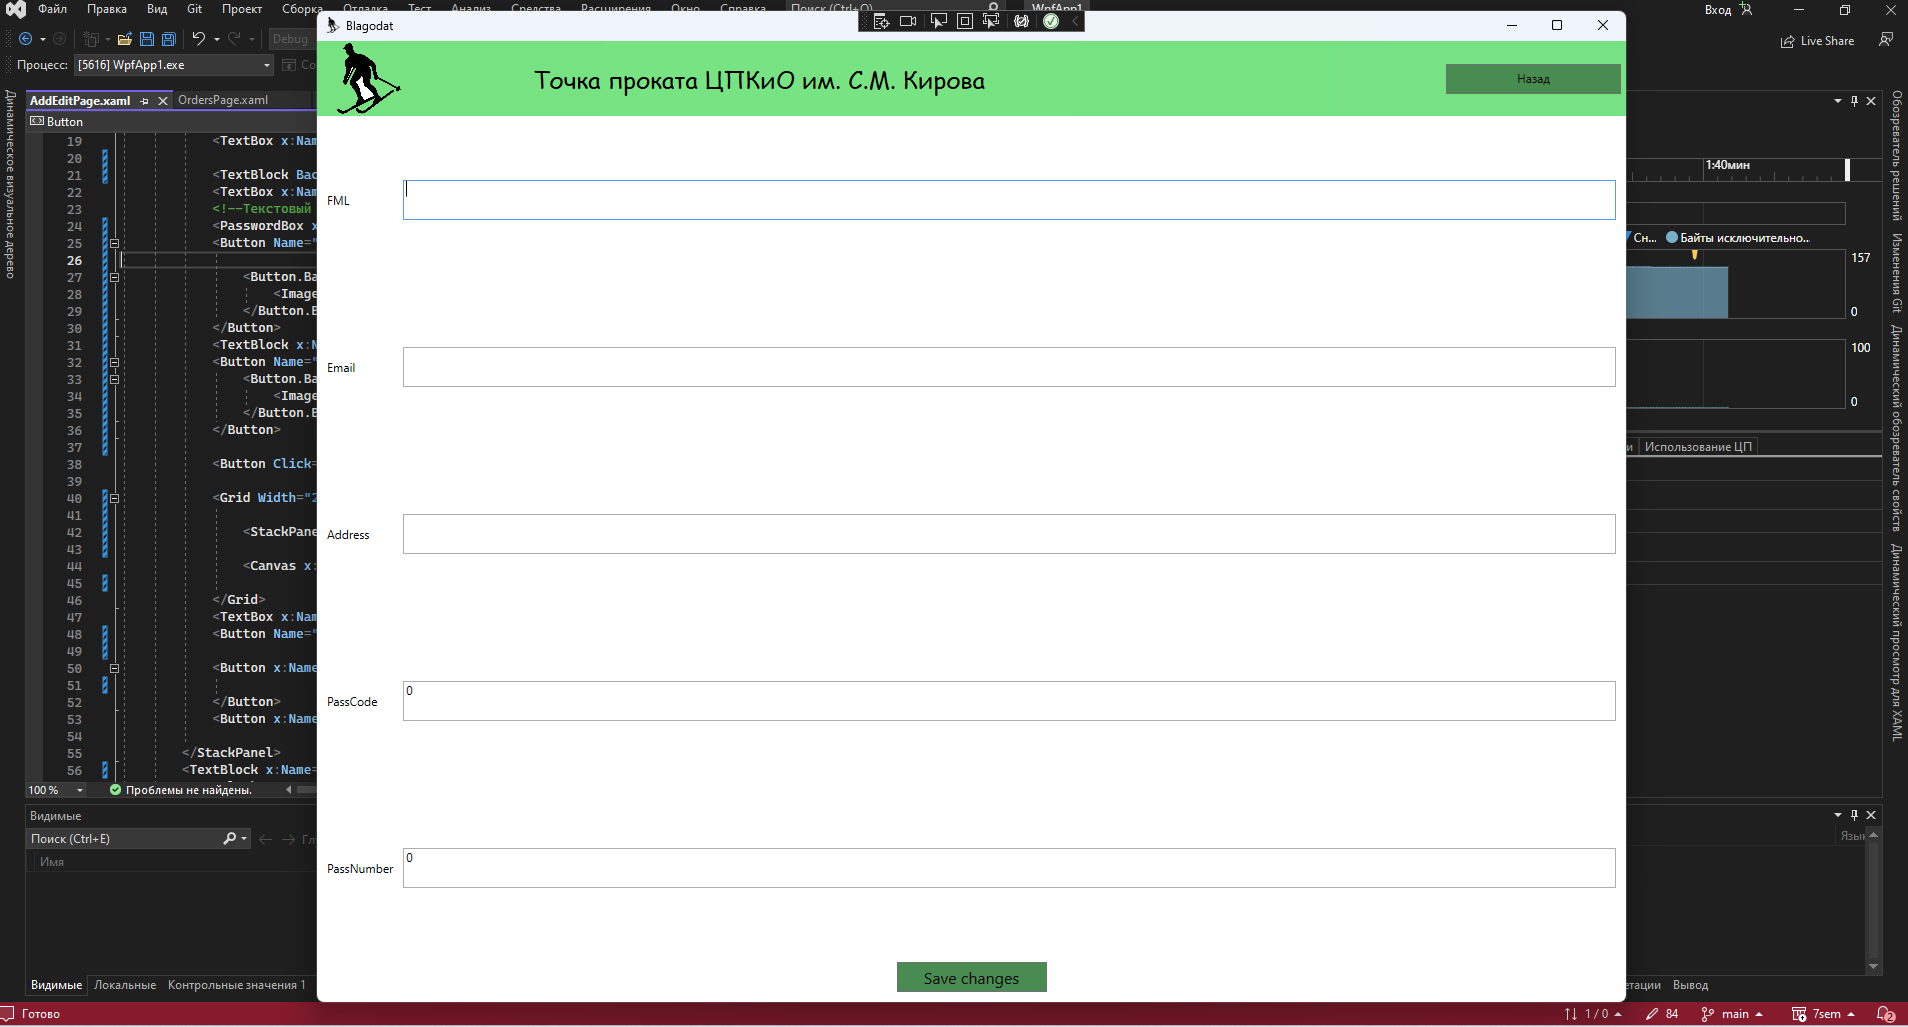 Файл Правка Вид Git Проект Сборка Отладка Тест Анализ Средства Расширения Окно Справка Поиск (Ctrl+Q) WpfApp1 Вход
Blagodat
Debug
Live Share
Процесс: [5616] WpfApp1.exe
Точка проката ЦПКиО им. С.М. Кирова
Назад
AddEditPage.xaml OrdersPage.xaml
Button
19 <TextBox x:Nam
20
21 <TextBlock Bac
22 <TextBox x:Nam
23 <!--Текстовый
24 <PasswordBox x
25 <Button Name="
26
27 <Button.Ba
28 <Image
29 </Button.B
30 </Button>
31 <TextBlock x:N
32 <Button Name="
33 <Button.Ba
34 <Image
35 </Button.B
36 </Button>
37
38 <Button Click=
39
40 <Grid Width="2
41
42 <StackPane
43
44 <Canvas x:
45
46 </Grid>
47 <TextBox x:Nam
48 <Button Name="
49
50 <Button x:Name
51
52 </Button>
53 <Button x:Name
54
55 </StackPanel>
56 <TextBlock x:Name=
100 % Проблемы не найдены.
Динамическое визуальное дерево
FML
Email
Address
PassCode 0
PassNumber 0
Save changes
1:40мин
Сн... Байты исключительно...
157
0
100
0
и Использование ЦП
Обозреватель решений
Изменения Git
Динамический обозреватель свойств
Динамический просмотр для XAML
Видимые
Поиск (Ctrl+E)
Имя
Язык
Видимые Локальные Контрольные значения 1
етации Вывод
Готово 1 / 0 84 main 7sem 2